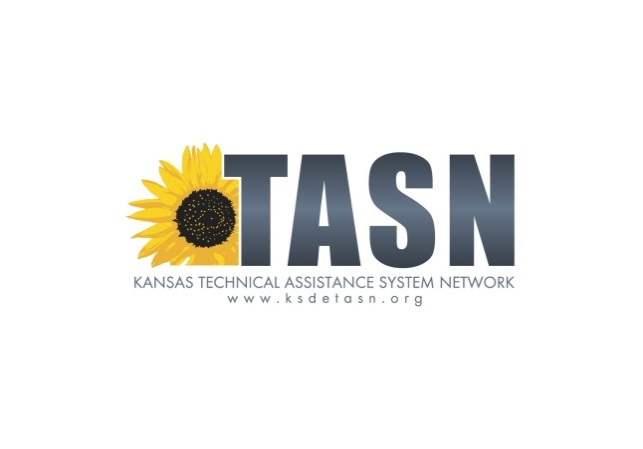 TASN
KANSAS TECHNICAL ASSISTANCE SYSTEM NETWORK
www.ksdetasn.org